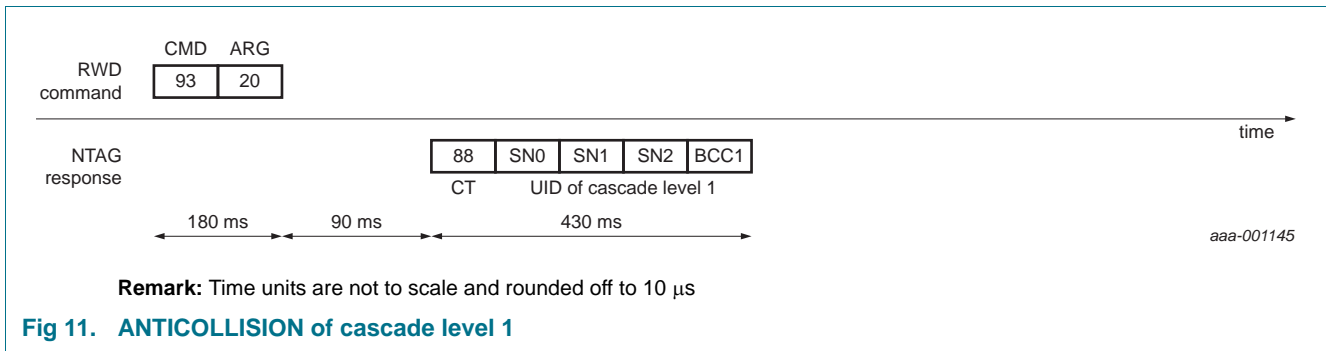 CMD ARG
RWD command
93 20
time
NTAG response
88 SN0 SN1 SN2 BCC1
CT UID of cascade level 1
180 ms 90 ms 430 ms
aaa-001145
Remark: Time units are not to scale and rounded off to 10 μs
Fig 11. ANTICOLLISION of cascade level 1